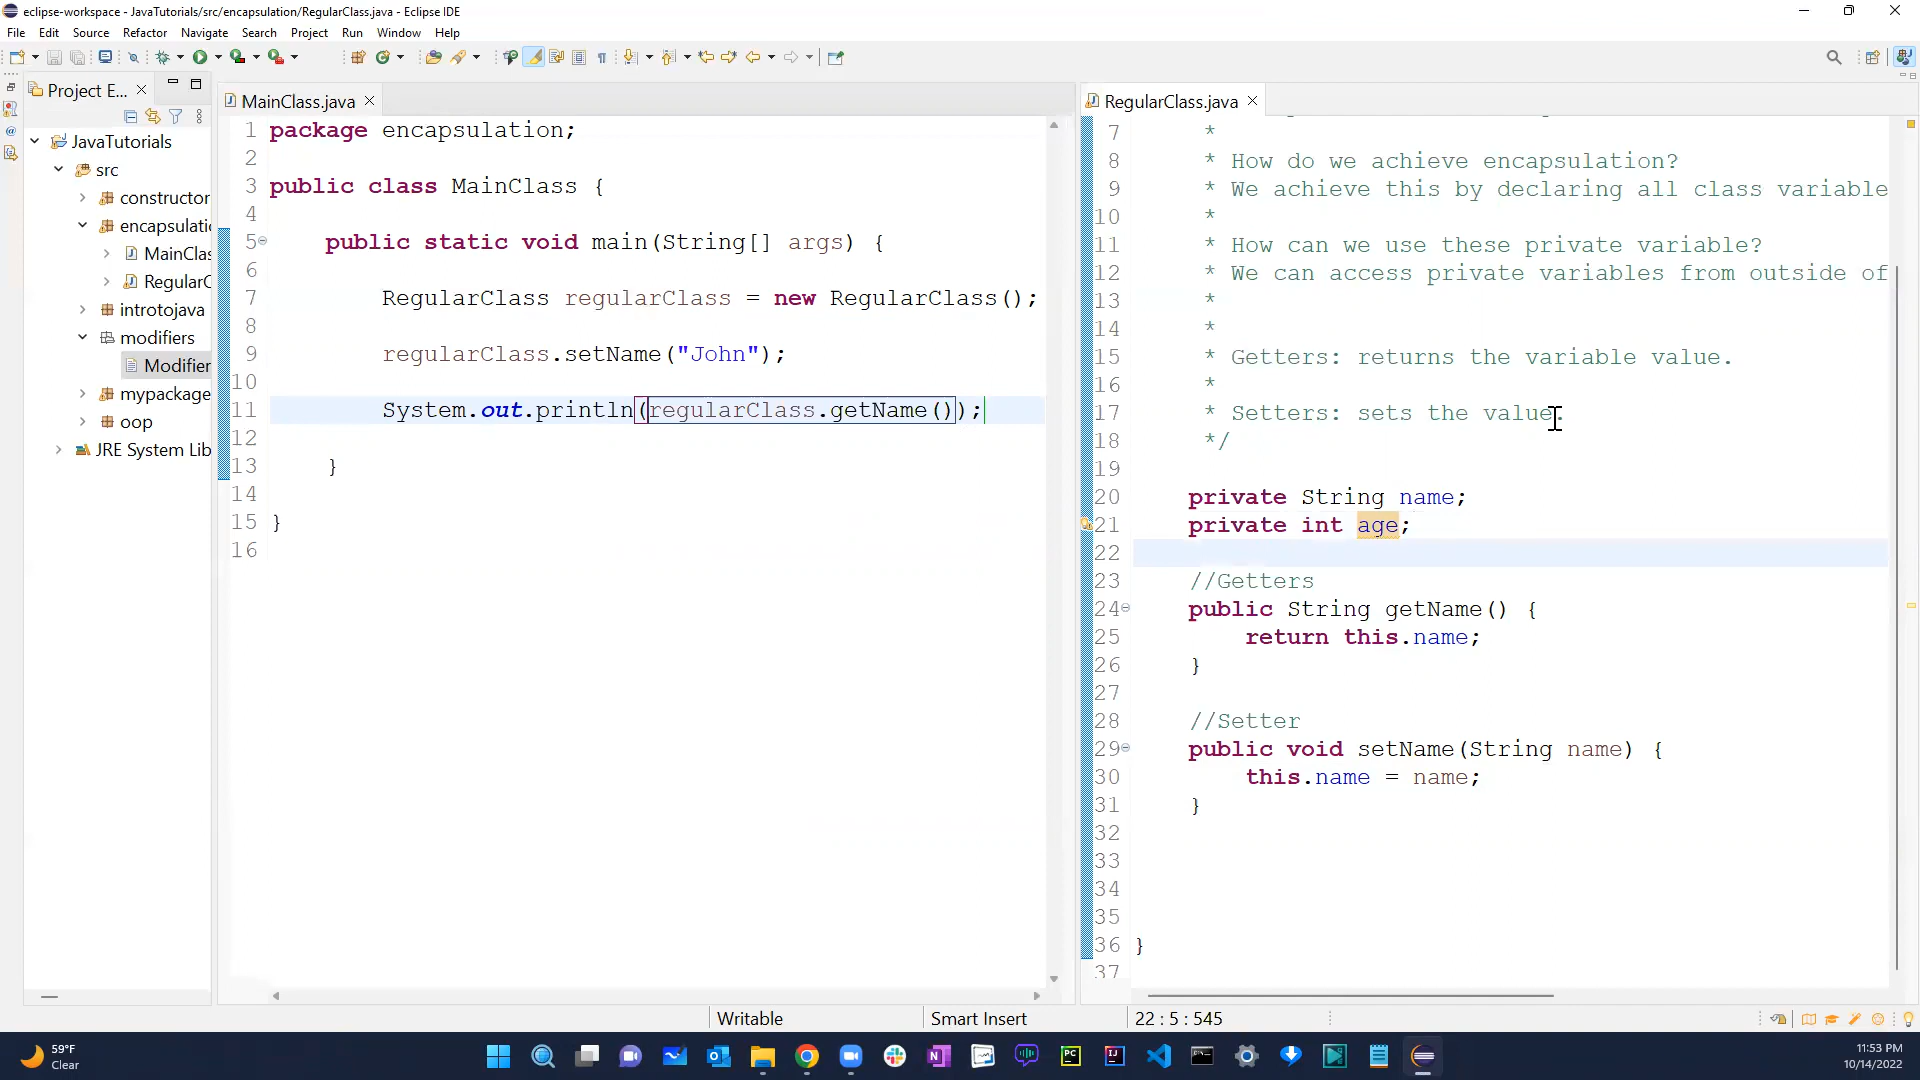 eclipse-workspace - JavaTutorials/src/encapsulation/RegularClass.java - Eclipse IDE
File Edit Source Refactor Navigate Search Project Run Window Help
Project E...
JavaTutorials
src
constructor
encapsulatio
MainClas
RegularC
introtojava
modifiers
Modifier
mypackage
oop
JRE System Lib
MainClass.java
1 package encapsulation;
2
3 public class MainClass {
4
5 public static void main(String[] args) {
6
7 RegularClass regularClass = new RegularClass();
8
9 regularClass.setName("John");
10
11 System.out.println(regularClass.getName());
12
13 }
14
15 }
16
RegularClass.java
7 *
8 * How do we achieve encapsulation?
9 * We achieve this by declaring all class variable
10 *
11 * How can we use these private variable?
12 * We can access private variables from outside of
13 *
14 *
15 * Getters: returns the variable value.
16 *
17 * Setters: sets the value.
18 */
19
20 private String name;
21 private int age;
22
23 //Getters
24 public String getName() {
25 return this.name;
26 }
27
28 //Setter
29 public void setName(String name) {
30 this.name = name;
31 }
32
33
34
35
36 }
37
Writable Smart Insert 22 : 5 : 545
59°F
Clear
11:53 PM
10/14/2022